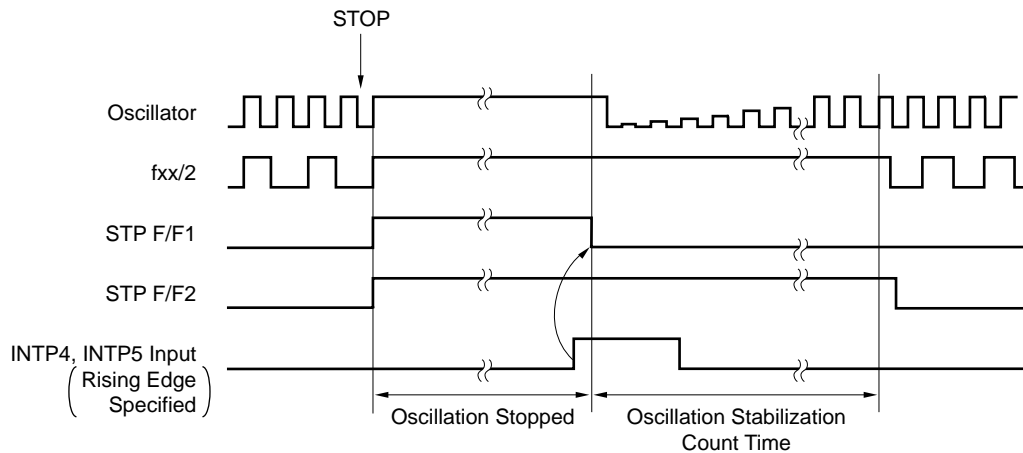 STOP
Oscillator
fxx/2
STP F/F1
STP F/F2
INTP4, INTP5 Input
Rising Edge
Specified
Oscillation Stopped
Oscillation Stabilization
Count Time